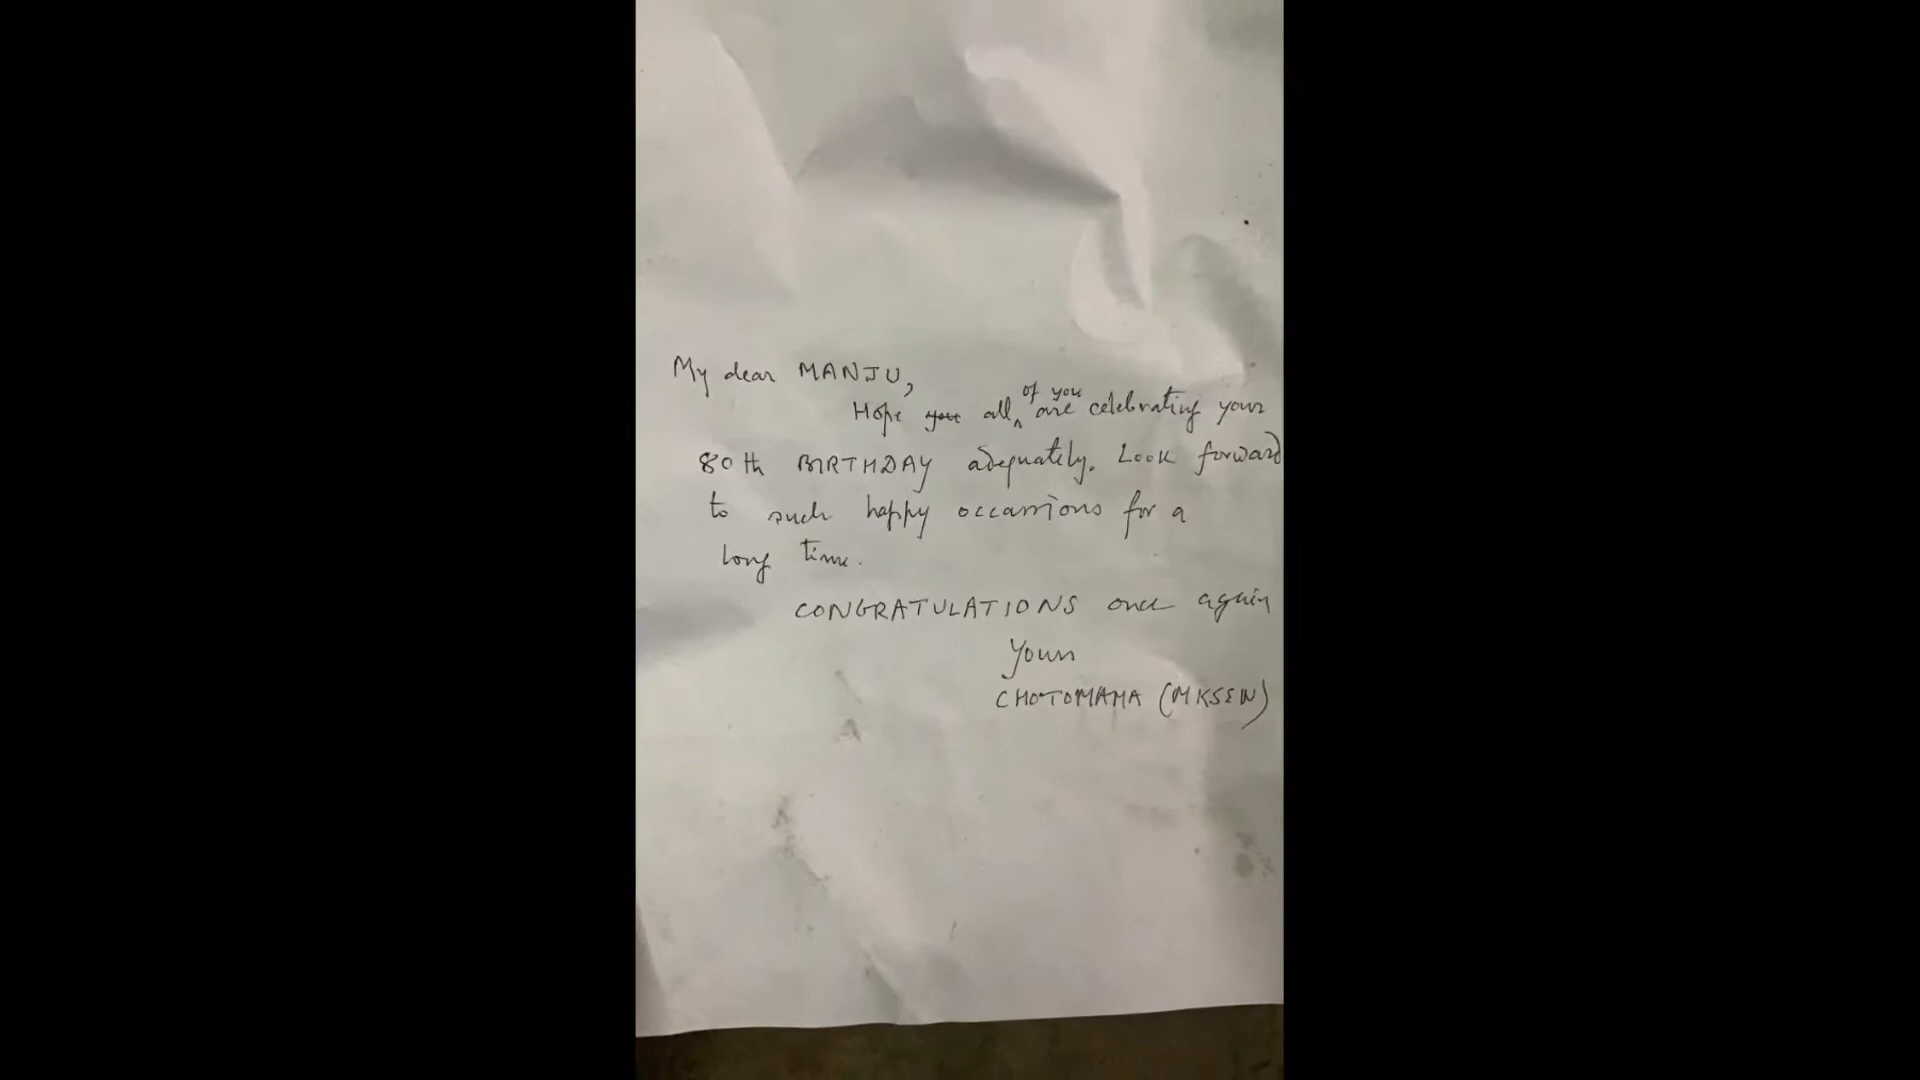 My dear MANJU,
Hope you all of you are celebrating your
80th BIRTHDAY adequately. Look forward
to such happy occassions for a
long time.
CONGRATULATIONS once again
Yours
CHOTOMAMA (MKSEN)